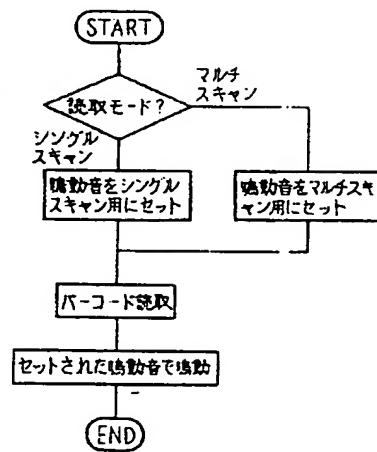 START
読取モード?
マルチ
スキャン
シングル
スキャン
鳴動音をシングル
スキャン用にセット
鳴動音をマルチスキ
ャン用にセット
バーコード読取
セットされた鳴動音で鳴動
END